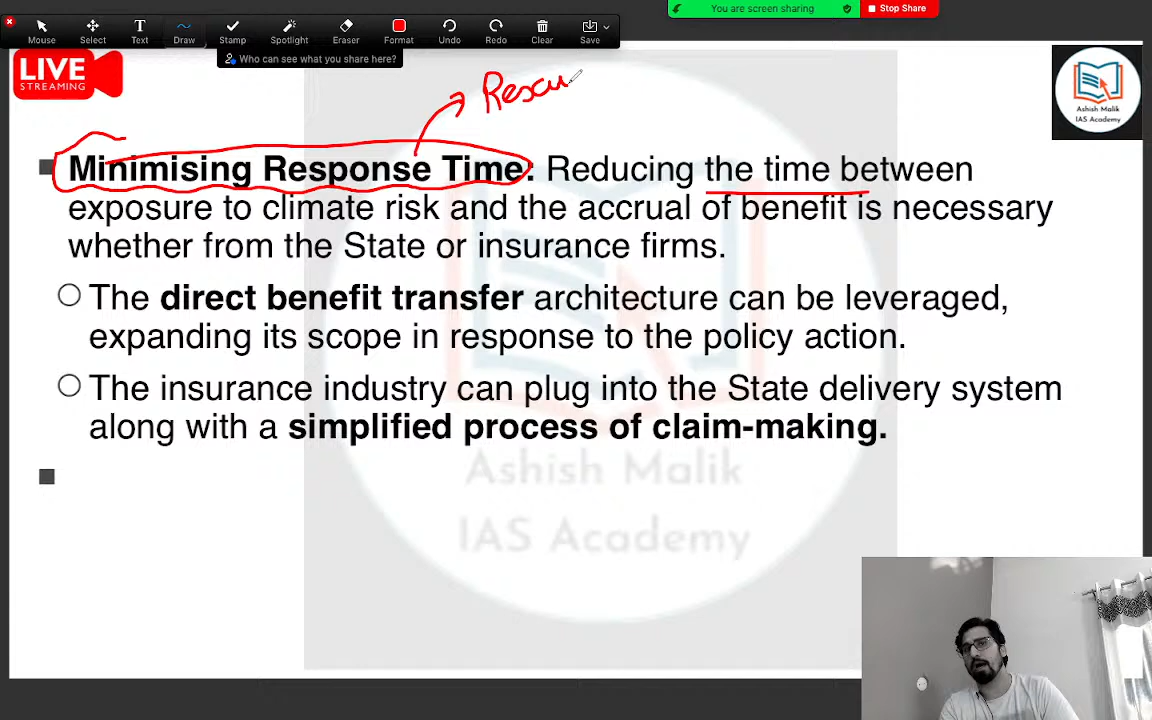 You are screen sharing
Stop Share
Mouse
Select
Text
Draw
Stamp
Spotlight
Eraser
Format
Undo
Redo
Clear
Save
Who can see what you share here?
LIVE
STREAMING
Rescu
Ashish Malik
IAS Academy
Minimising Response Time: Reducing the time between
exposure to climate risk and the accrual of benefit is necessary
whether from the State or insurance firms.
The direct benefit transfer architecture can be leveraged,
expanding its scope in response to the policy action.
The insurance industry can plug into the State delivery system
along with a simplified process of claim-making.
Ashish Malik
IAS Academy